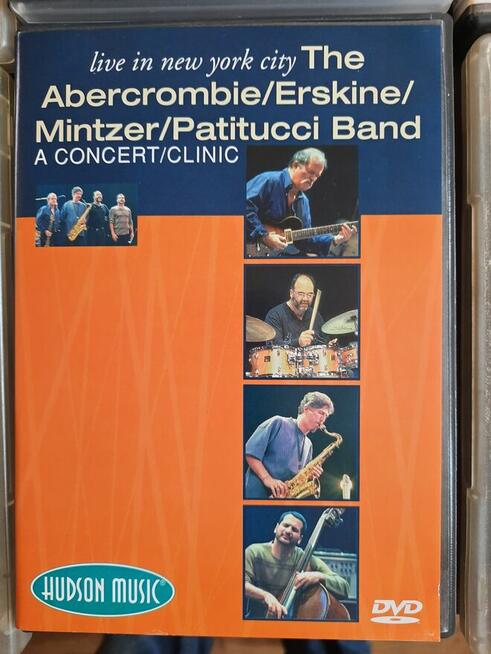 live in new york city The
Abercrombie/Erskine/
Mintzer/Patitucci Band
A CONCERT/CLINIC
HUDSON MUSIC®
DVD